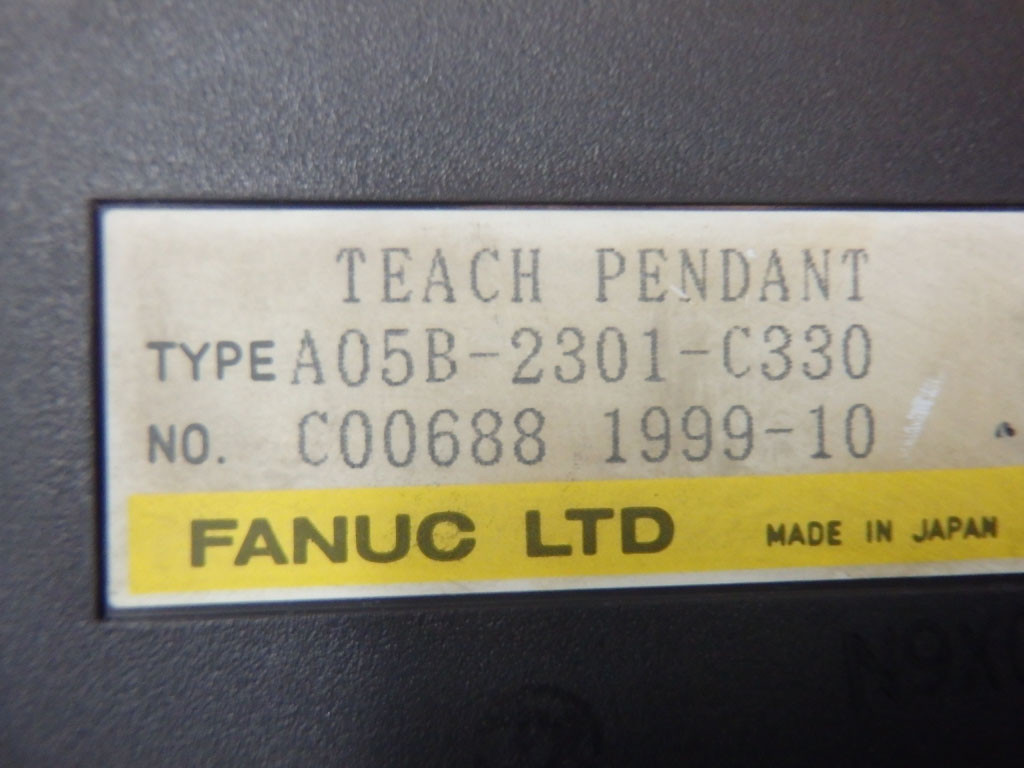 TEACH PENDANT
TYPE A05B-2301-C330
NO. C00688 1999-10
FANUC LTD MADE IN JAPAN